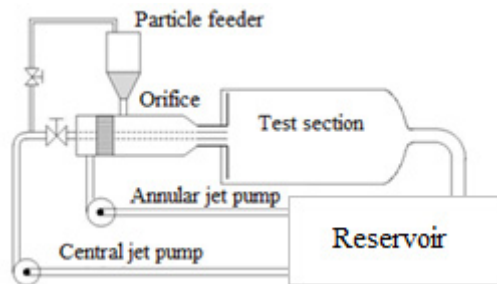 Particle feeder
Orifice
Test section
Annular jet pump
Reservoir
Central jet pump